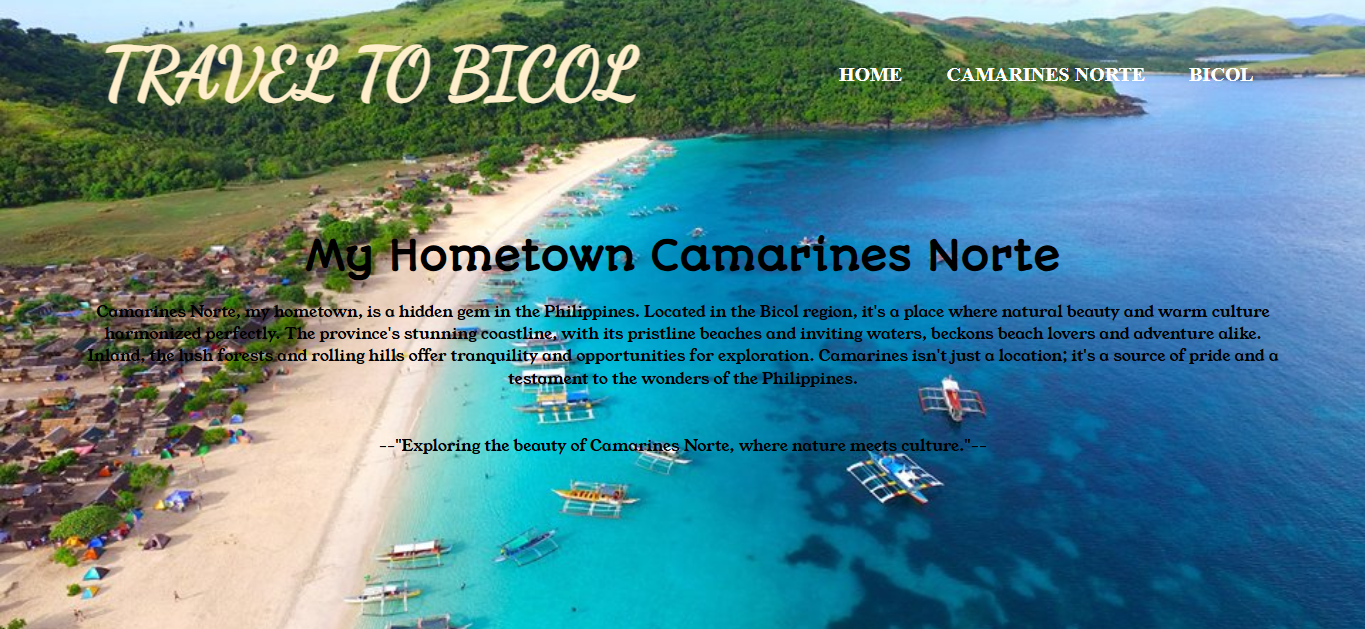 TRAVEL TO BICOL
HOME CAMARINES NORTE BICOL
My Hometown Camarines Norte
Camarines Norte, my hometown, is a hidden gem in the Philippines. Located in the Bicol region, it's a place where natural beauty and warm culture
harmonized perfectly. The province's stunning coastline, with its pristline beaches and inviting waters, beckons beach lovers and adventure alike.
Inland, the lush forests and rolling hills offer tranquility and opportunities for exploration. Camarines isn't just a location; it's a source of pride and a
testament to the wonders of the Philippines.
--"Exploring the beauty of Camarines Norte, where nature meets culture."--